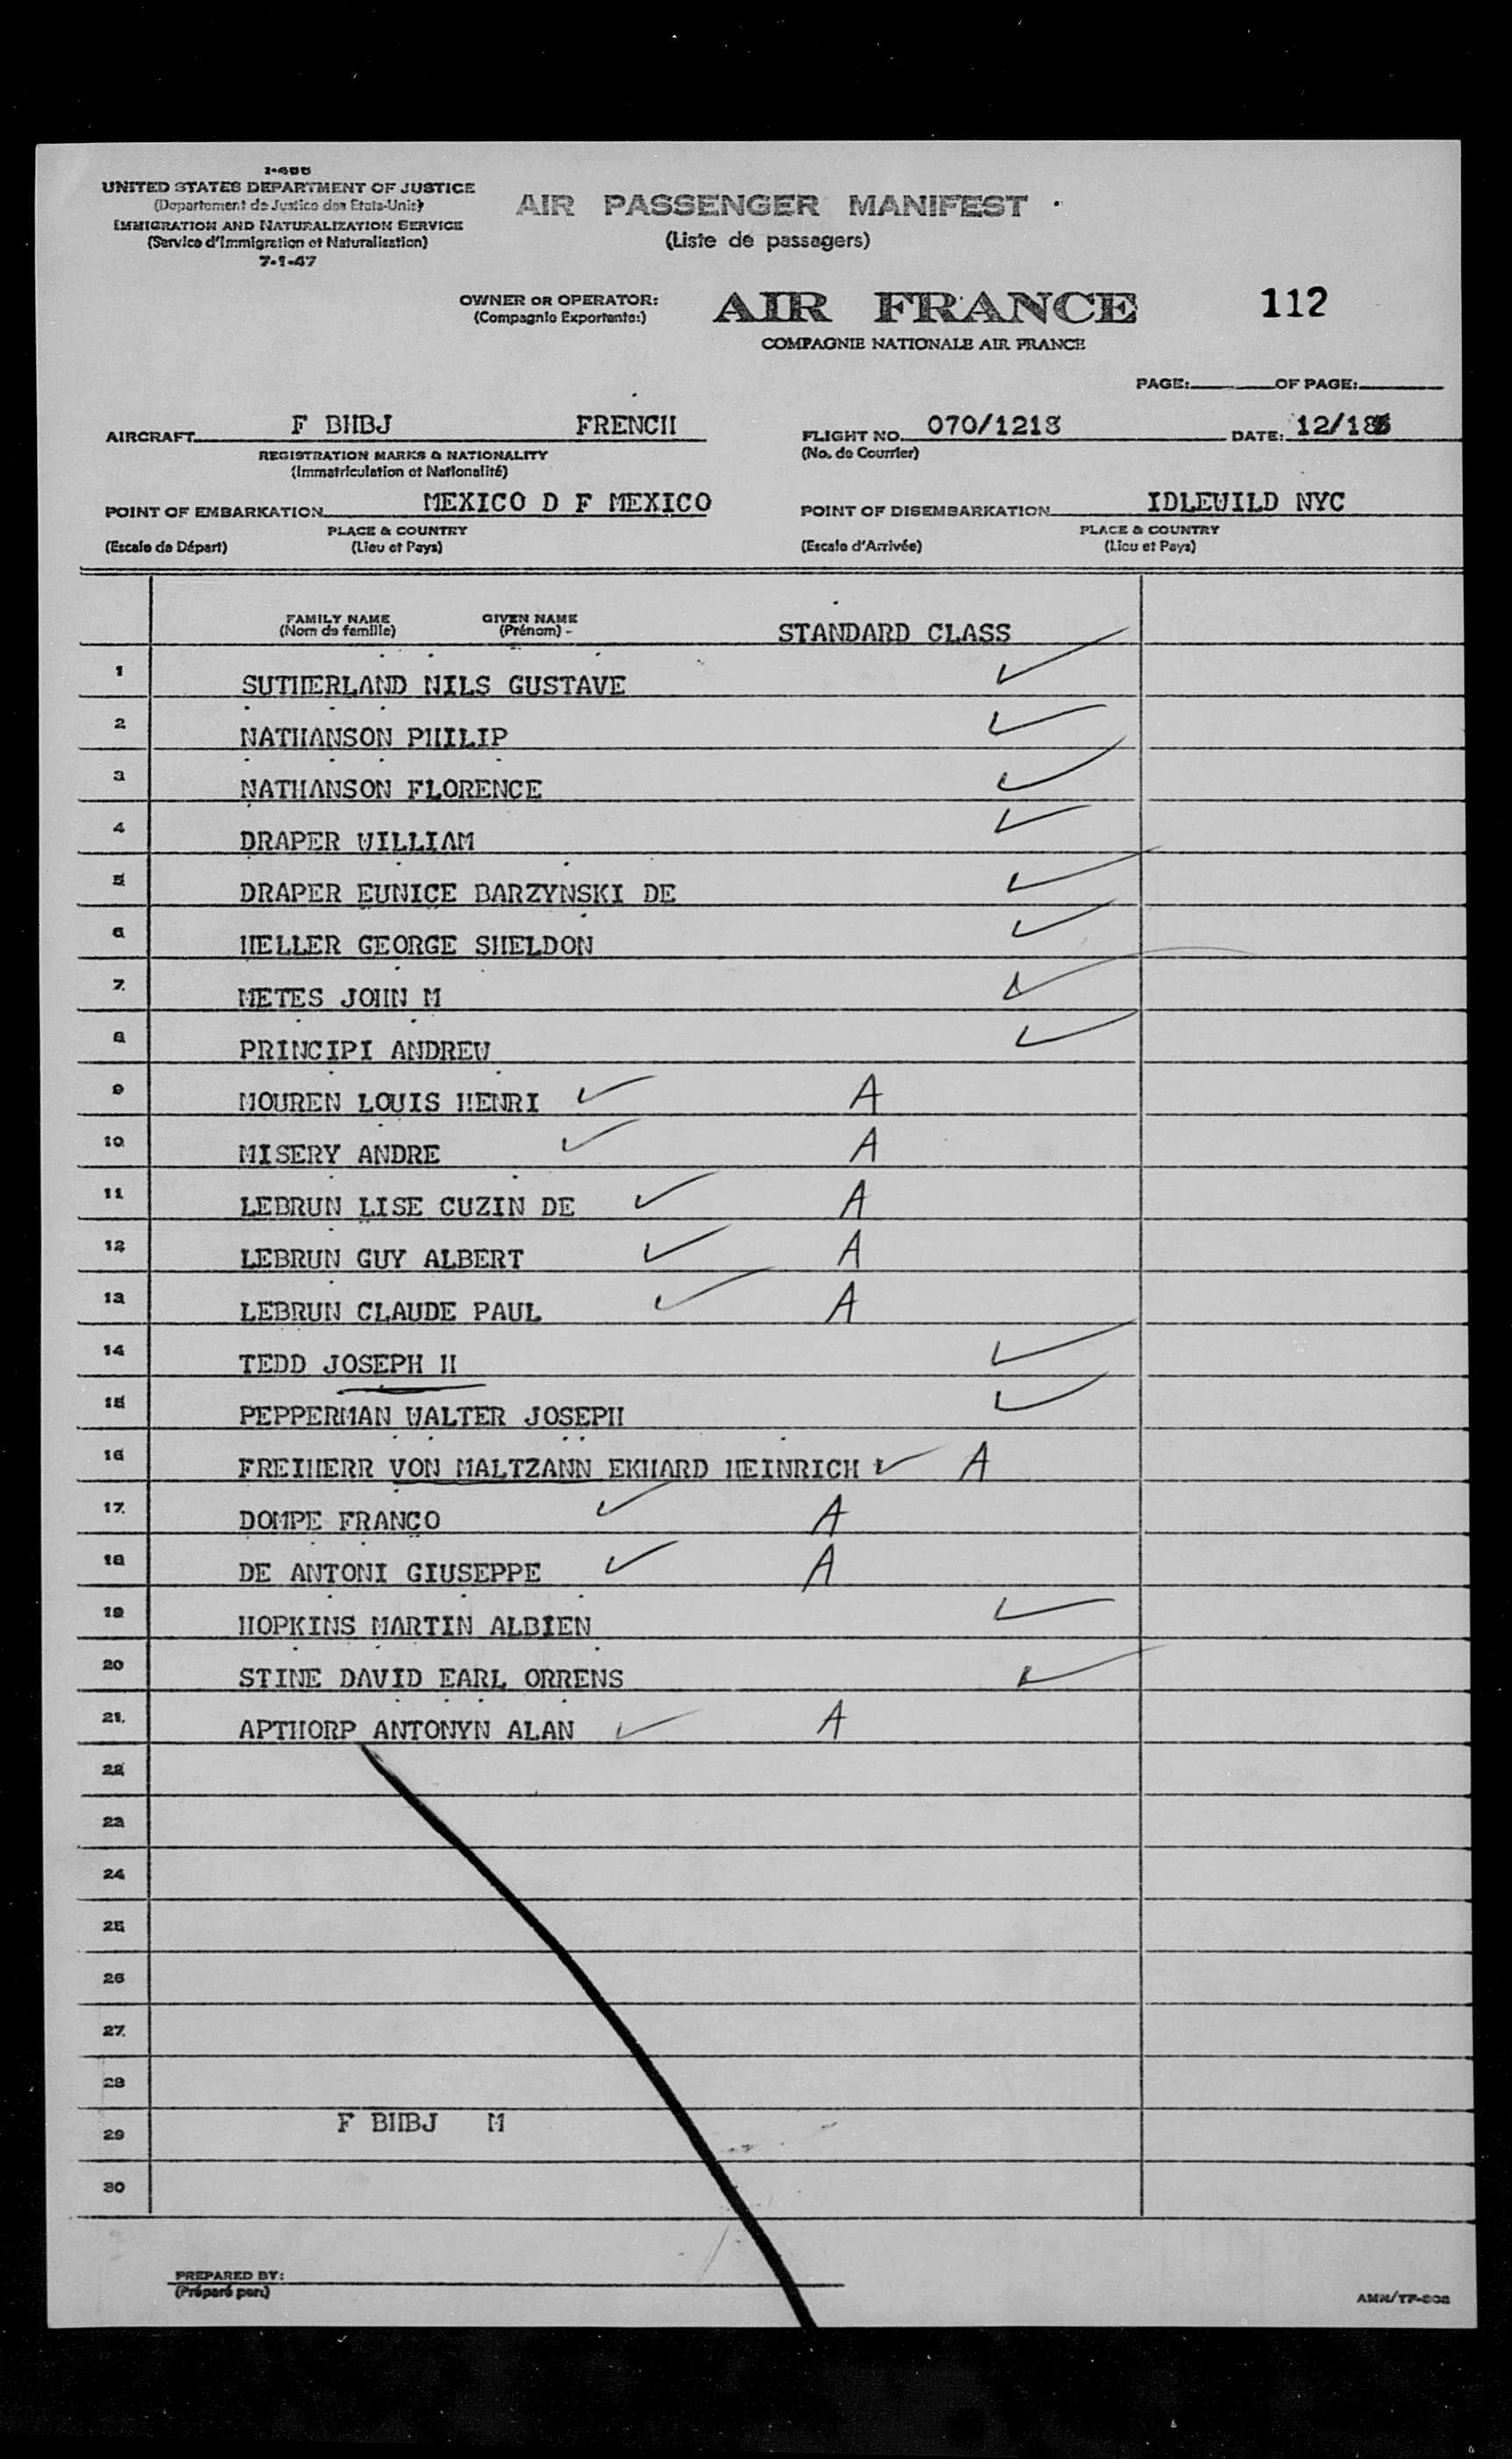 UNITED STATES DEPARTMENT OF JUSTICE
(Departement de Justice des Etats-Unis)
IMMIGRATION AND NATURALIZATION SERVICE
(Service d'Immigration et Naturalisation)
7-1-47
AIR PASSENGER MANIFEST
(Liste de passagers)
OWNER OR OPERATOR:
(Compagnie Exportante:)
AIR FRANCE
112
COMPAGNIE NATIONALE AIR FRANCE
PAGE: OF PAGE:
AIRCRAFT F BHBJ FRENCH
REGISTRATION MARKS & NATIONALITY
(Immatriculation et Nationalité)
FLIGHT NO. 070/1218 DATE: 12/18
(No. de Courrier)
POINT OF EMBARKATION MEXICO D F MEXICO
PLACE & COUNTRY
(Escale de Départ) (Lieu et Pays)
POINT OF DISEMBARKATION IDLEWILD NYC
PLACE & COUNTRY
(Escale d'Arrivée) (Lieu et Pays)
FAMILY NAME GIVEN NAME
(Nom de famille) (Prénom) - STANDARD CLASS
1 SUTHERLAND NILS GUSTAVE ✓
2 NATHANSON PHILIP ✓
3 NATHANSON FLORENCE ✓
4 DRAPER WILLIAM ✓
5 DRAPER EUNICE BARZYNSKI DE ✓
6 HELLER GEORGE SHELDON ✓
7 METES JOHN M ✓
8 PRINCIPI ANDREW ✓
9 MOUREN LOUIS HENRI ✓ A
10 MISERY ANDRE ✓ A
11 LEBRUN LISE CUZIN DE ✓ A
12 LEBRUN GUY ALBERT ✓ A
13 LEBRUN CLAUDE PAUL ✓ A
14 TEDD JOSEPH H ✓
15 PEPPERMAN WALTER JOSEPH ✓
16 FREIHERR VON MALTZANN EKHARD HEINRICH ✓ A
17 DOMPE FRANCO ✓ A
18 DE ANTONI GIUSEPPE ✓ A
19 HOPKINS MARTIN ALBIEN ✓
20 STINE DAVID EARL ORRENS ✓
21 APTHORP ANTONYN ALAN ✓ A
22
23
24
25
26
27
28
29 F BHBJ M
30
PREPARED BY:
(Préparé par:)